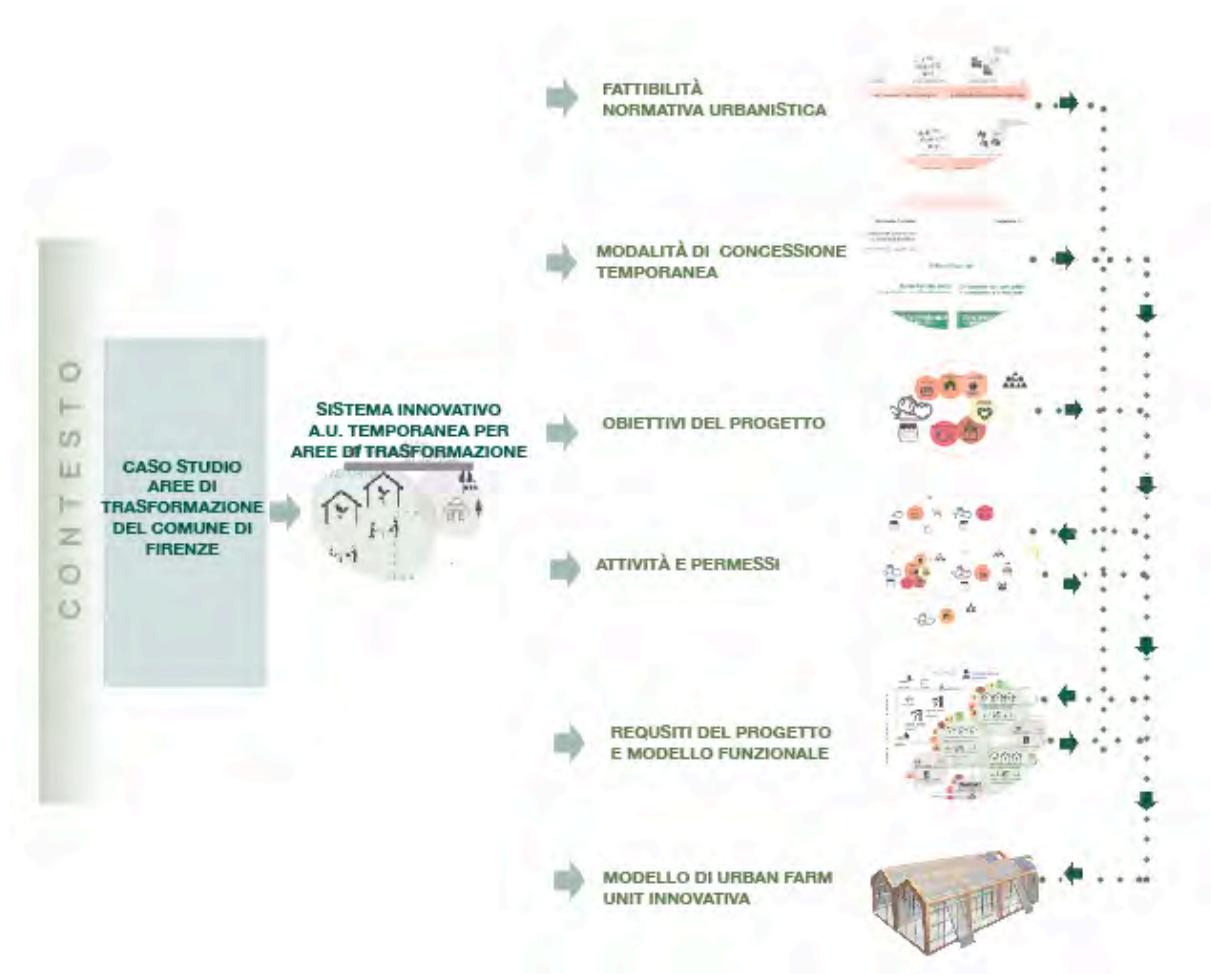 CONTESTO
CASO STUDIO
AREE DI
TRASFORMAZIONE
DEL COMUNE DI
FIRENZE
SISTEMA INNOVATIVO
A.U. TEMPORANEA PER
AREE DI TRASFORMAZIONE
FATTIBILITÀ
NORMATIVA URBANISTICA
MODALITÀ DI CONCESSIONE
TEMPORANEA
OBIETTIVI DEL PROGETTO
ATTIVITÀ E PERMESSI
REQUSITI DEL PROGETTO
E MODELLO FUNZIONALE
MODELLO DI URBAN FARM
UNIT INNOVATIVA